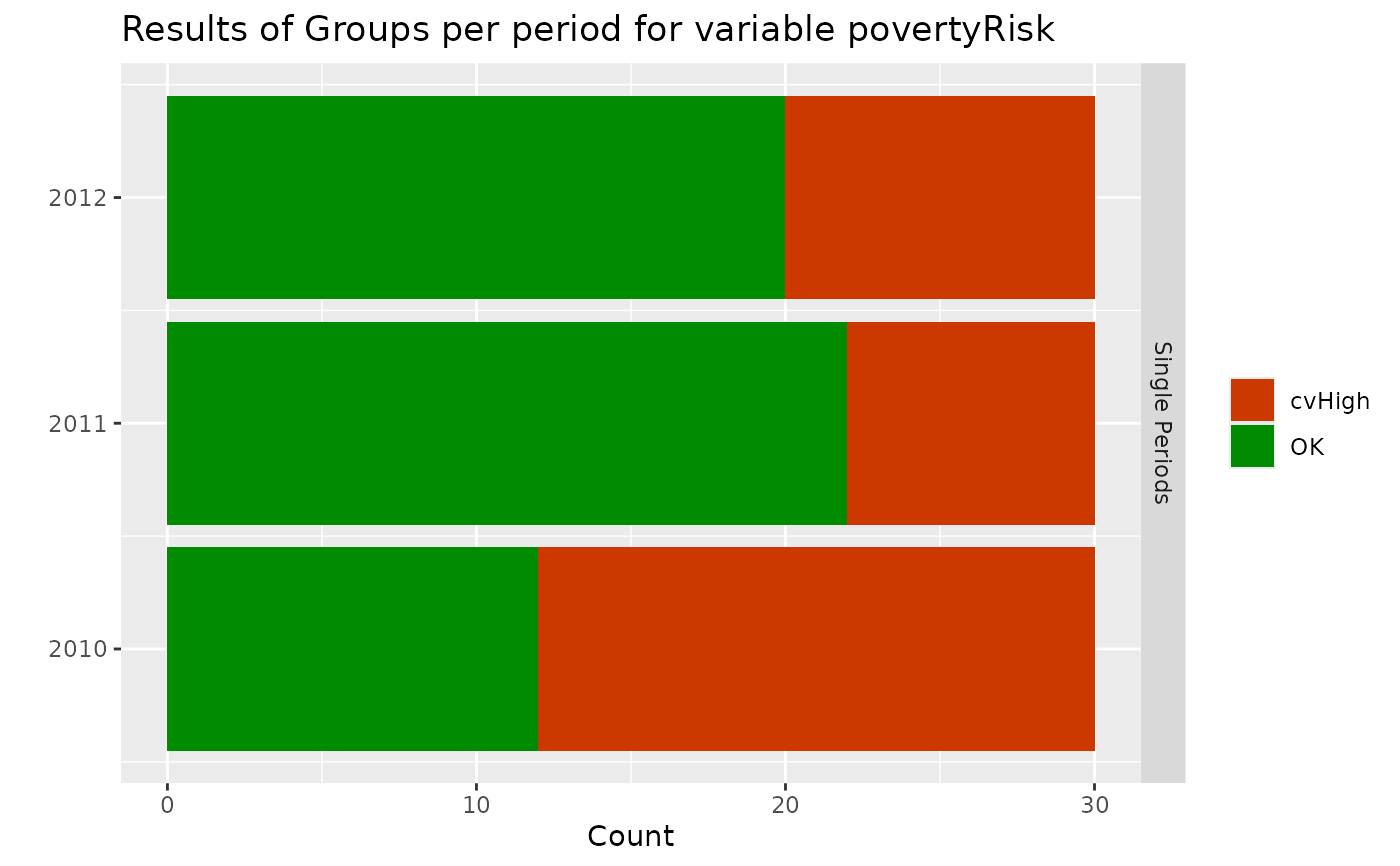 Results of Groups per period for variable povertyRisk
2012
2011
2010
0 10 20 30
Count
Single Periods
cvHigh
OK